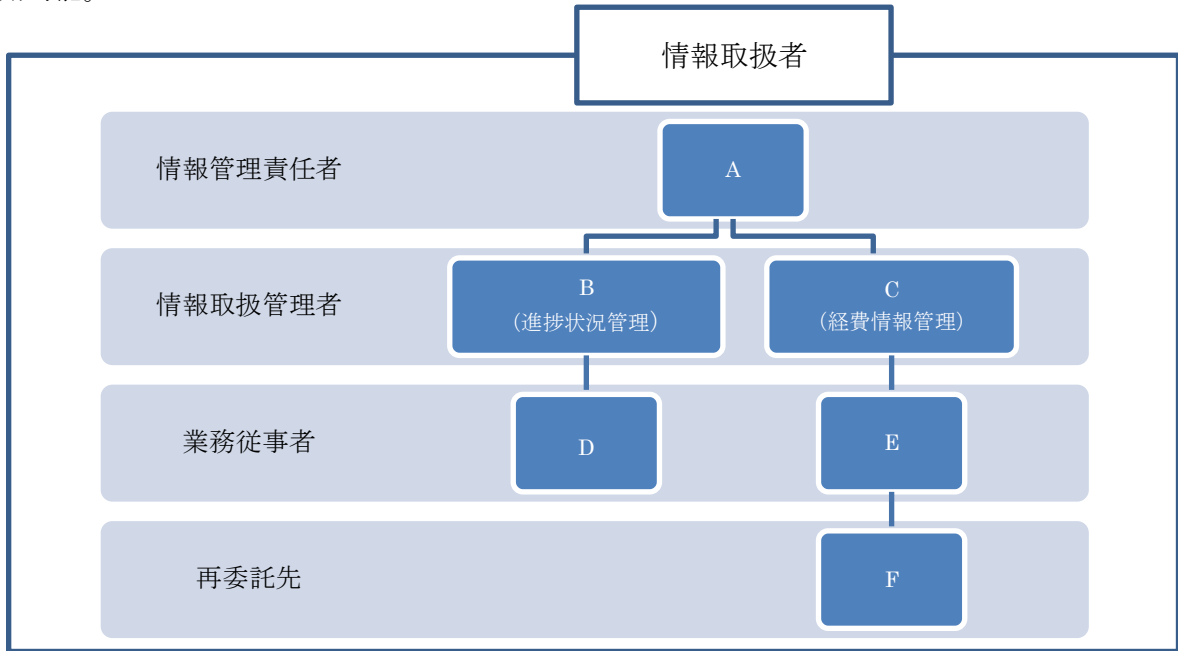 情報取扱者
情報管理責任者
A
情報取扱管理者
B
(進捗状況管理)
C
(経費情報管理)
業務従事者
D
E
再委託先
F